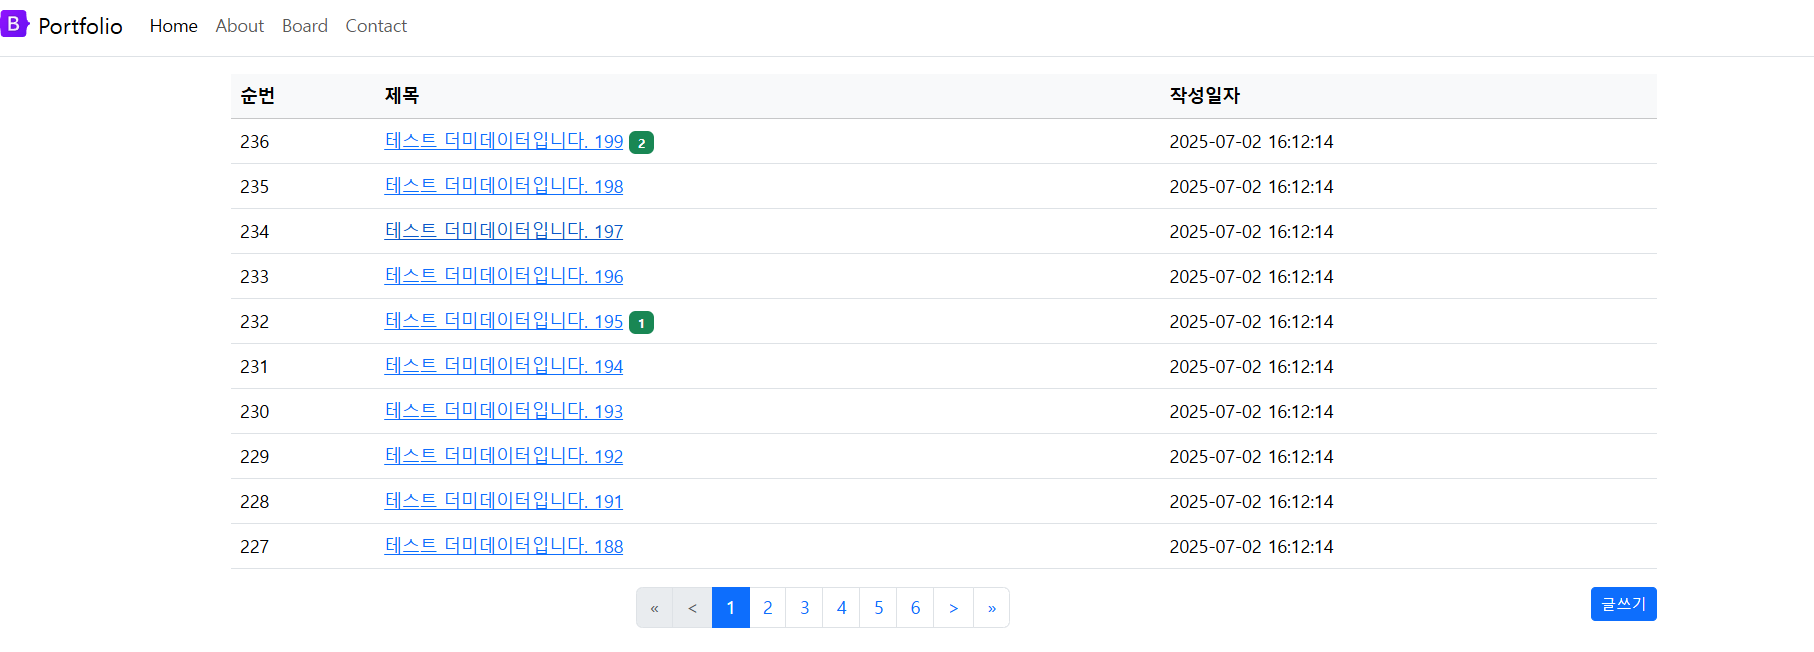 B Portfolio Home About Board Contact
순번 제목 작성일자
236 테스트 더미데이터입니다. 199 2 2025-07-02 16:12:14
235 테스트 더미데이터입니다. 198 2025-07-02 16:12:14
234 테스트 더미데이터입니다. 197 2025-07-02 16:12:14
233 테스트 더미데이터입니다. 196 2025-07-02 16:12:14
232 테스트 더미데이터입니다. 195 1 2025-07-02 16:12:14
231 테스트 더미데이터입니다. 194 2025-07-02 16:12:14
230 테스트 더미데이터입니다. 193 2025-07-02 16:12:14
229 테스트 더미데이터입니다. 192 2025-07-02 16:12:14
228 테스트 더미데이터입니다. 191 2025-07-02 16:12:14
227 테스트 더미데이터입니다. 188 2025-07-02 16:12:14
« < 1 2 3 4 5 6 > » 글쓰기